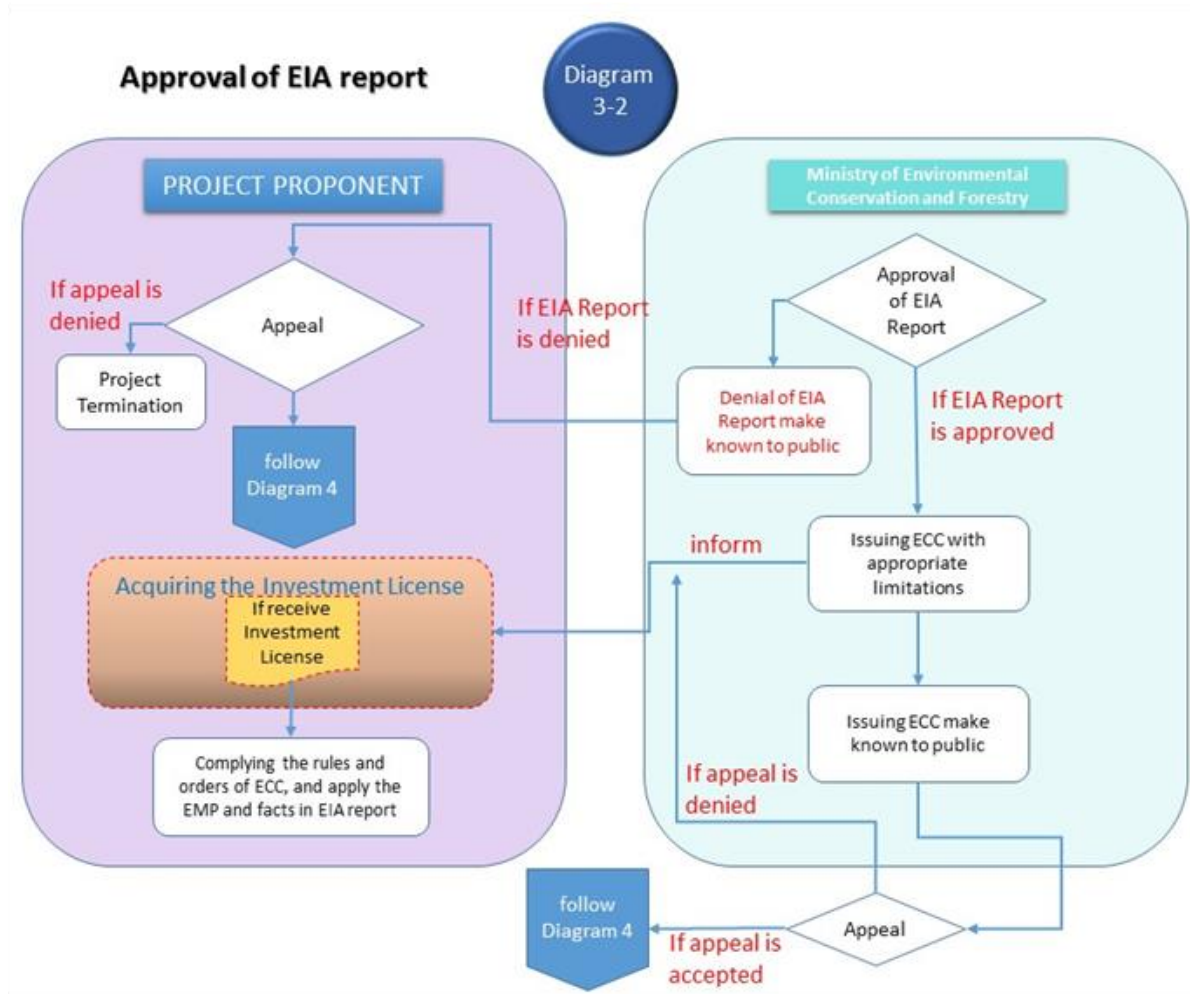 Approval of EIA report
Diagram
3-2
PROJECT PROPONENT
Appeal
If appeal is
denied
Project
Termination
follow
Diagram 4
Acquiring the Investment License
If receive
Investment
License
Complying the rules and
orders of ECC, and apply the
EMP and facts in EIA report
If EIA Report
is denied
Ministry of Environmental
Conservation and Forestry
Approval
of EIA
Report
Denial of EIA
Report make
known to public
If EIA Report
is approved
inform
Issuing ECC with
appropriate
limitations
Issuing ECC make
known to public
If appeal is
denied
Appeal
If appeal is
accepted
follow
Diagram 4